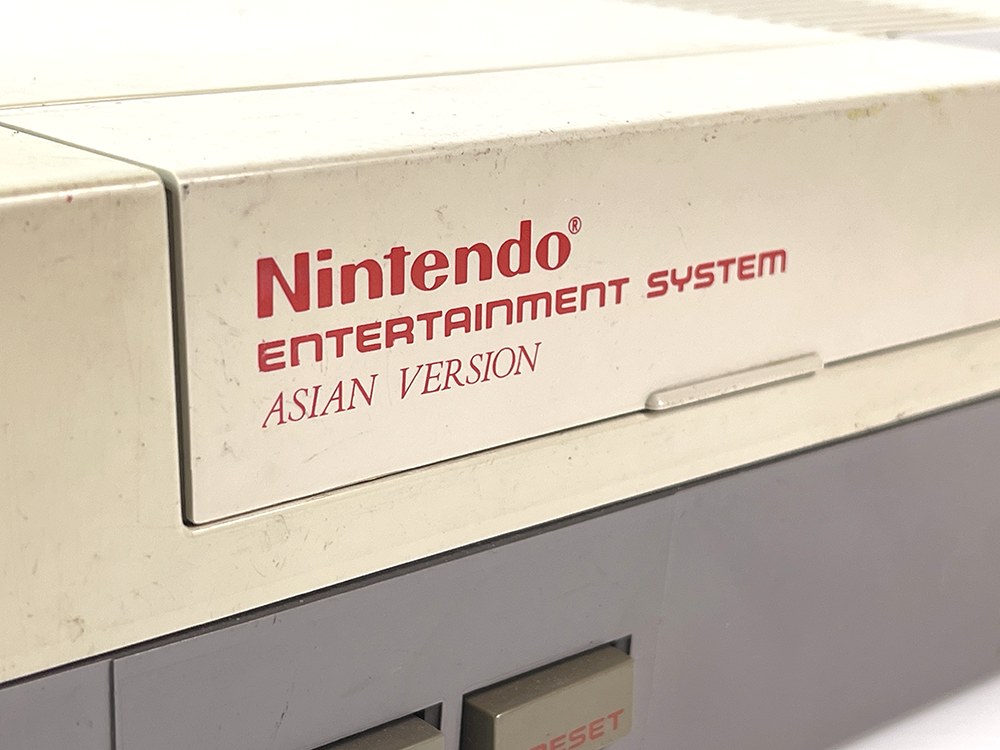 Nintendo®
ENTERTAINMENT SYSTEM
ASIAN VERSION
RESET